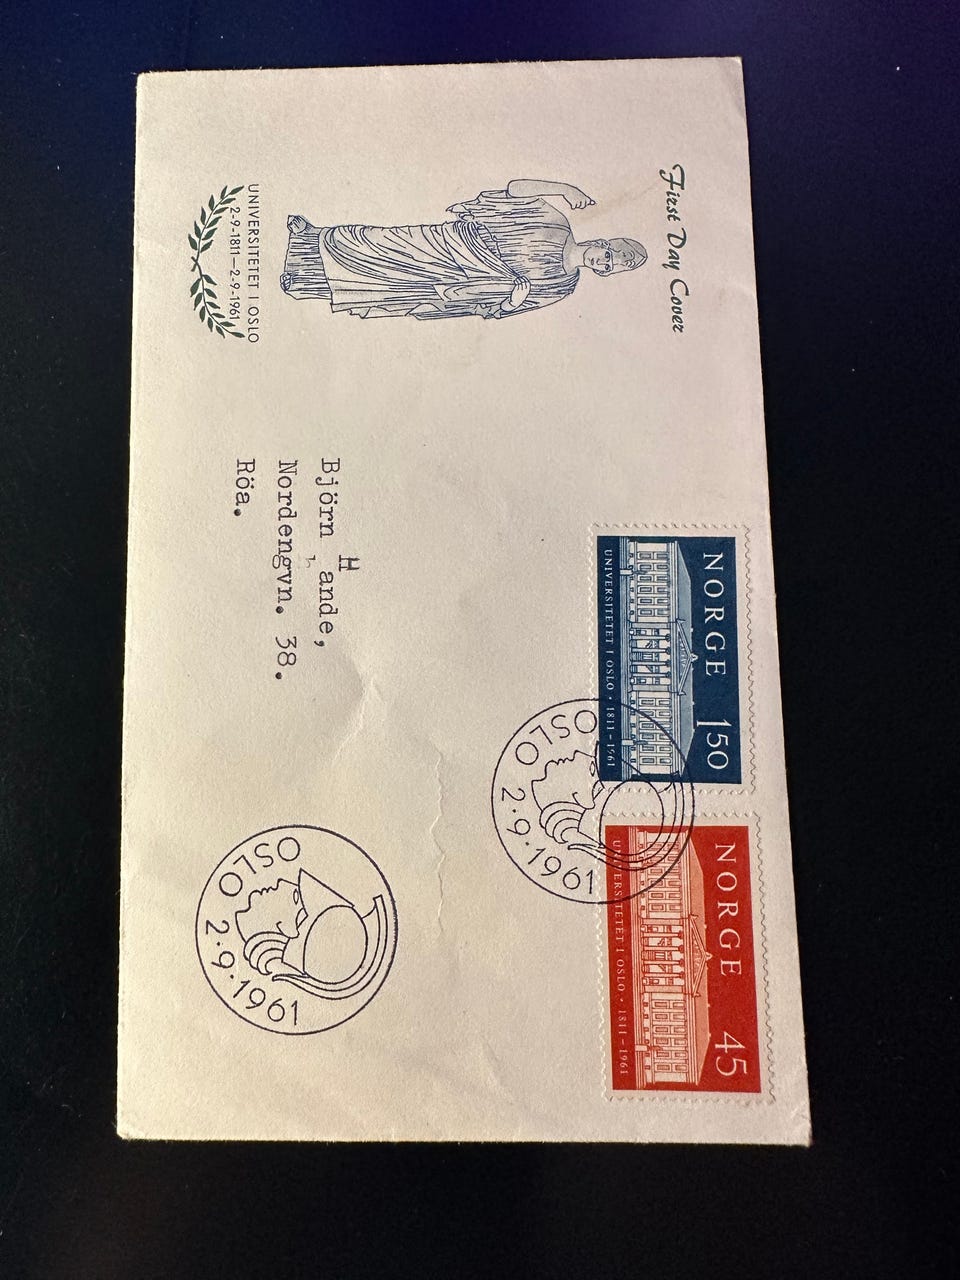 First Day Cover
UNIVERSITETET I OSLO
2-9-1811—2-9-1961
NORGE 150
UNIVERSITETET I OSLO • 1811-1961
NORGE 45
UNIVERSITETET I OSLO • 1811-1961
OSLO 2·9·1961
Björn Hande,
Nordengvn. 38.
Röa.
OSLO 2·9·1961